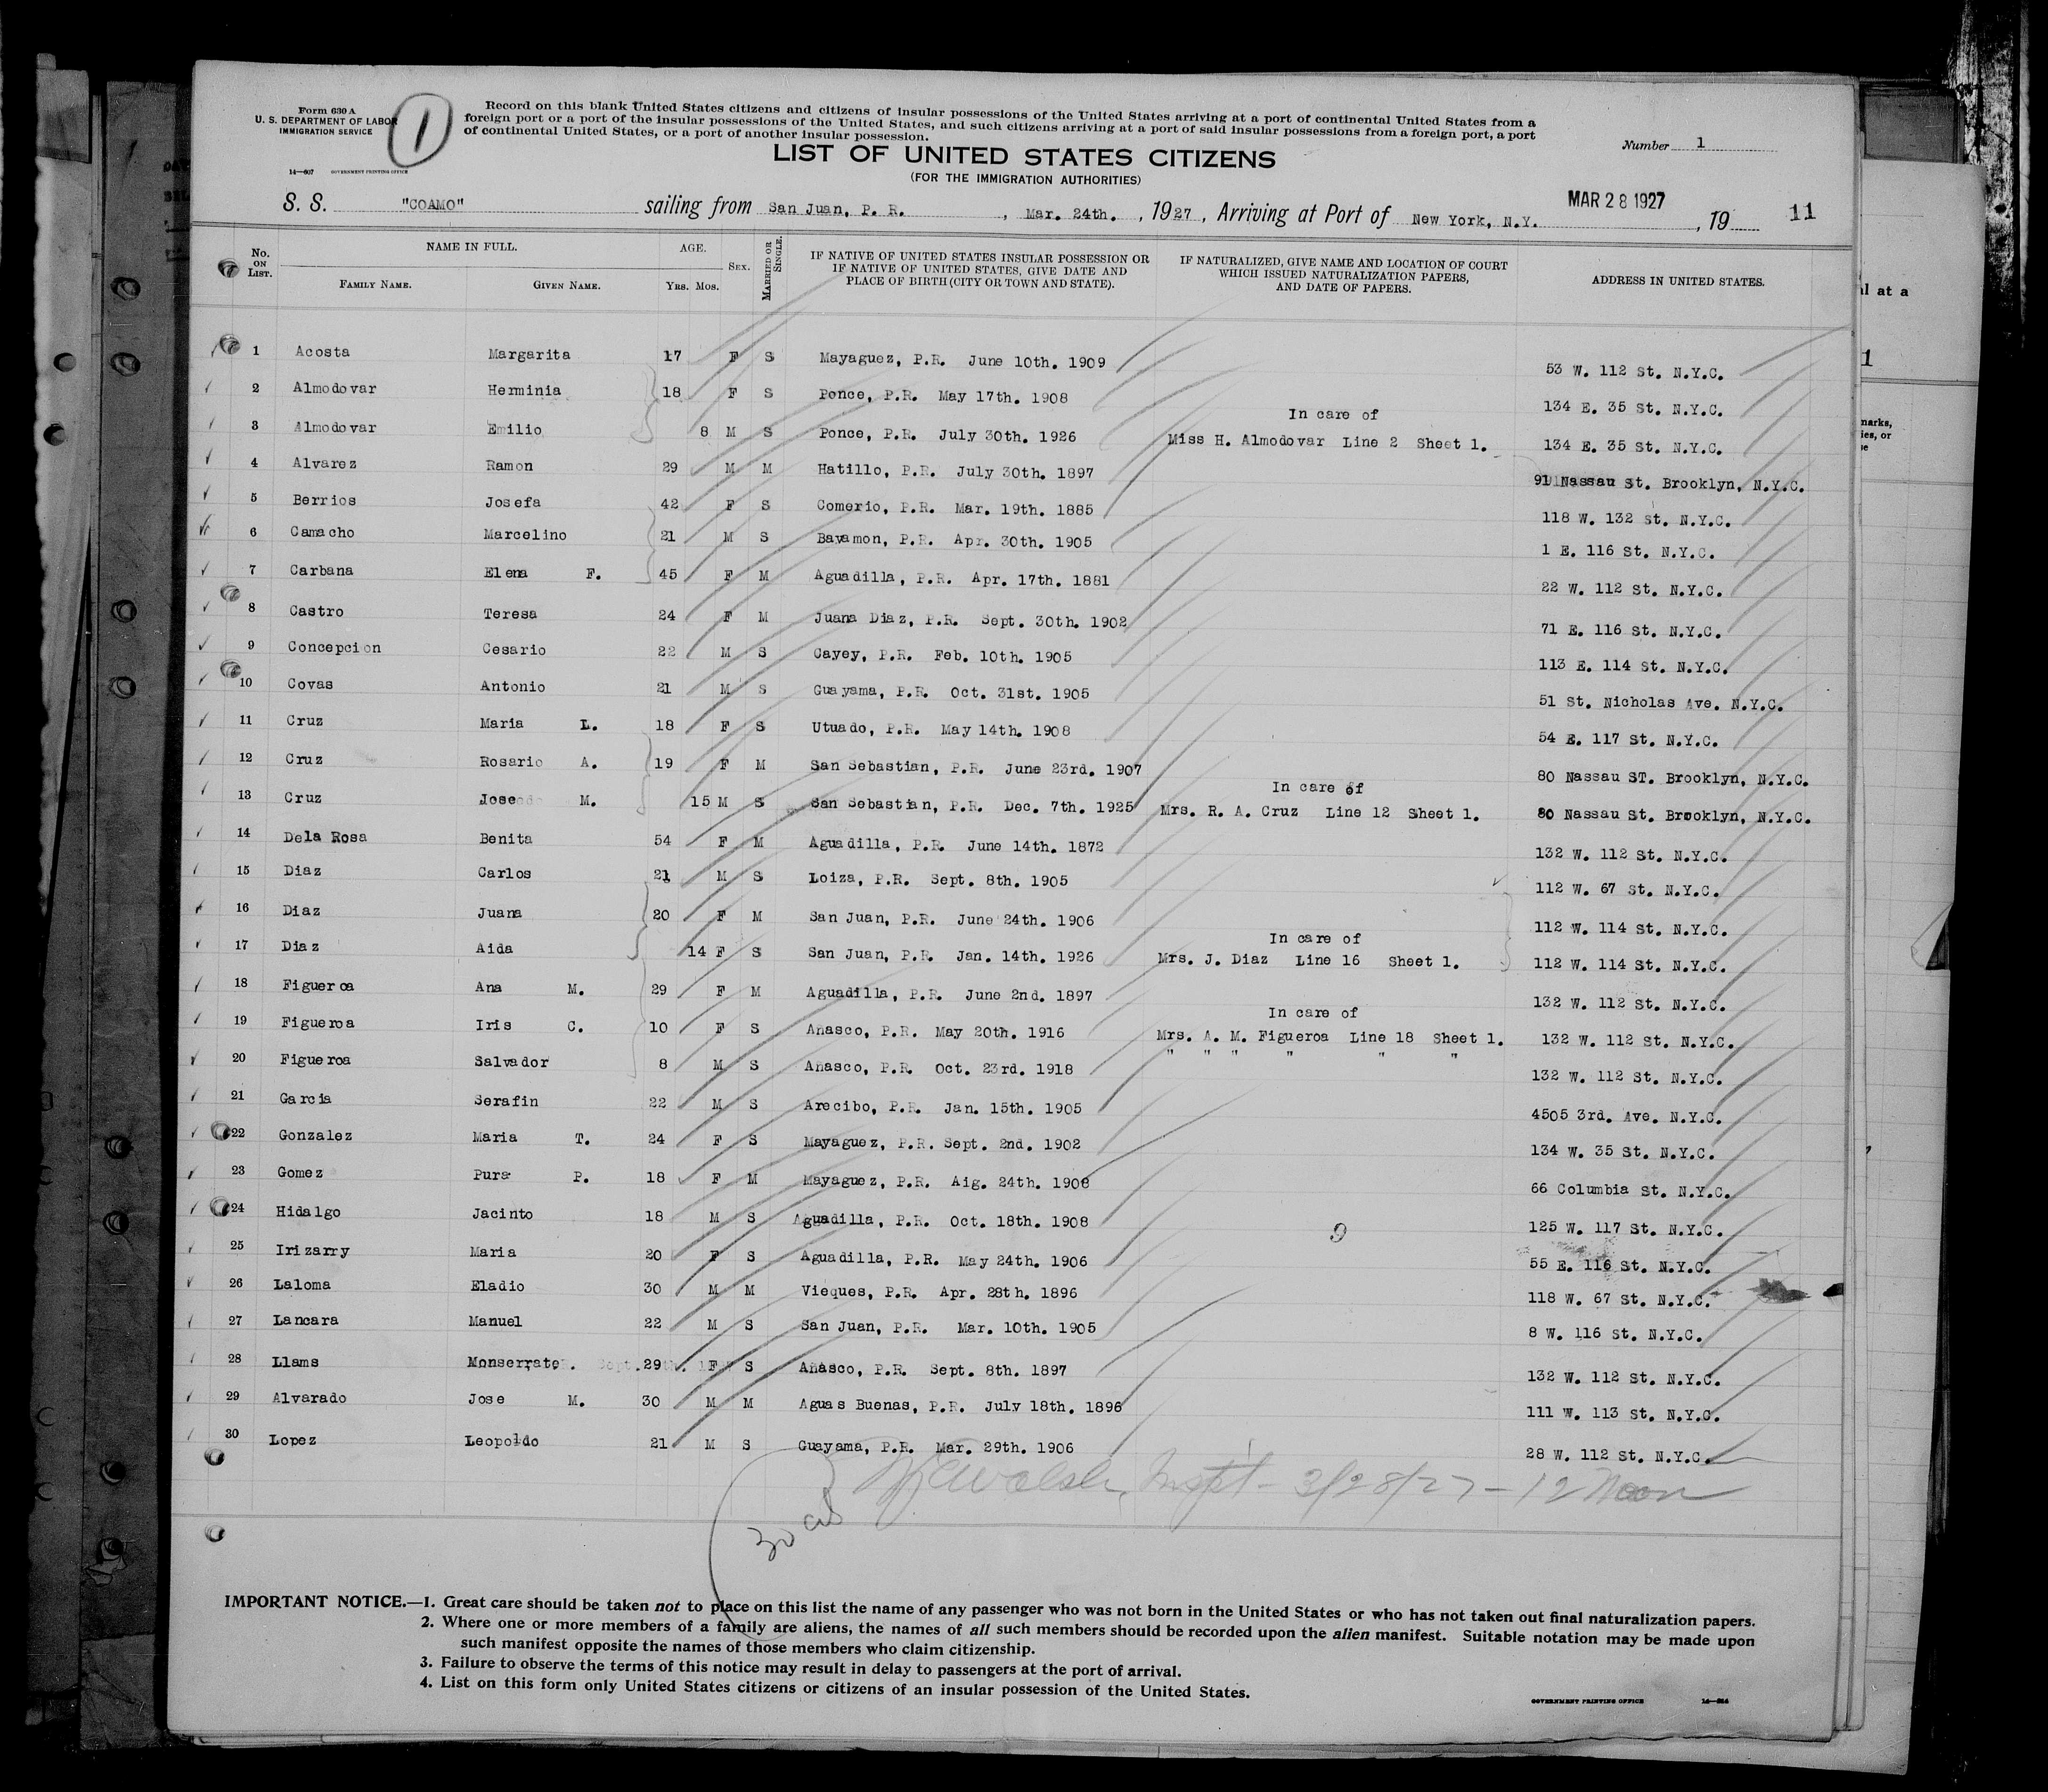 Form 630 A
U. S. DEPARTMENT OF LABOR
IMMIGRATION SERVICE
1
Record on this blank United States citizens and citizens of insular possessions of the United States arriving at a port of continental United States from a
foreign port or a port of the insular possessions of the United States, and such citizens arriving at a port of said insular possessions from a foreign port, a port
of continental United States, or a port of another insular possession.
Number 1
LIST OF UNITED STATES CITIZENS
(FOR THE IMMIGRATION AUTHORITIES)
14—607 GOVERNMENT PRINTING OFFICE
S. S. "COAMO" sailing from San Juan, P. R. , Mar. 24th. , 1927 , Arriving at Port of New York, N.Y. MAR 28 1927 , 19 11
No. ON LIST. NAME IN FULL. FAMILY NAME. GIVEN NAME. AGE. Yrs. Mos. SEX. MARRIED OR SINGLE. IF NATIVE OF UNITED STATES INSULAR POSSESSION OR IF NATIVE OF UNITED STATES, GIVE DATE AND PLACE OF BIRTH (CITY OR TOWN AND STATE). IF NATURALIZED, GIVE NAME AND LOCATION OF COURT WHICH ISSUED NATURALIZATION PAPERS, AND DATE OF PAPERS. ADDRESS IN UNITED STATES.
1 Acosta Margarita 17 F S Mayaguez, P.R. June 10th. 1909 53 W. 112 St. N.Y.C.
2 Almodovar Herminia 18 F S Ponce, P.R. May 17th. 1908 134 E. 35 St. N.Y.C.
In care of
3 Almodovar Emilio 8 M S Ponce, P.R. July 30th. 1926 Miss H. Almodovar Line 2 Sheet 1. 134 E. 35 St. N.Y.C.
4 Alvarez Ramon 29 M M Hatillo, P.R. July 30th. 1897 91 Nassau St. Brooklyn, N.Y.C.
5 Berrios Josefa 42 F S Comerio, P.R. Mar. 19th. 1885 118 W. 132 St. N.Y.C.
6 Camacho Marcelino 21 M S Bayamon, P.R. Apr. 30th. 1905 1 E. 116 St. N.Y.C.
7 Carbana Elena F. 45 F M Aguadilla, P.R. Apr. 17th. 1881 22 W. 112 St. N.Y.C.
8 Castro Teresa 24 F M Juana Diaz, P.R. Sept. 30th. 1902 71 E. 116 St. N.Y.C.
9 Concepcion Cesario 22 M S Cayey, P.R. Feb. 10th. 1905 113 E. 114 St. N.Y.C.
10 Covas Antonio 21 M S Guayama, P.R. Oct. 31st. 1905 51 St. Nicholas Ave. N.Y.C.
11 Cruz Maria L. 18 F S Utuado, P.R. May 14th. 1908 54 E. 117 St. N.Y.C.
12 Cruz Rosario A. 19 F M San Sebastian, P.R. June 23rd. 1907 80 Nassau ST. Brooklyn, N.Y.C.
In care of
13 Cruz Jose M. 15 M S San Sebastian, P.R. Dec. 7th. 1925 Mrs. R. A. Cruz Line 12 Sheet 1. 80 Nassau St. Brooklyn, N.Y.C.
14 Dela Rosa Benita 54 F M Aguadilla, P.R. June 14th. 1872 132 W. 112 St. N.Y.C.
15 Diaz Carlos 21 M S Loiza, P.R. Sept. 8th. 1905 112 W. 67 St. N.Y.C.
16 Diaz Juana 20 F M San Juan, P.R. June 24th. 1906 112 W. 114 St. N.Y.C.
In care of
17 Diaz Aida 14 F S San Juan, P.R. Jan. 14th. 1926 Mrs. J. Diaz Line 16 Sheet 1. 112 W. 114 St. N.Y.C.
18 Figueroa Ana M. 29 F M Aguadilla, P.R. June 2nd. 1897 132 W. 112 St. N.Y.C.
In care of
19 Figueroa Iris C. 10 F S Anasco, P.R. May 20th. 1916 Mrs. A. M. Figueroa Line 18 Sheet 1. 132 W. 112 St. N.Y.C.
20 Figueroa Salvador 8 M S Anasco, P.R. Oct. 23rd. 1918 " " " " " " 132 W. 112 St. N.Y.C.
21 Garcia Serafin 22 M S Arecibo, P.R. Jan. 15th. 1905 4505 3rd. Ave. N.Y.C.
22 Gonzalez Maria T. 24 F S Mayaguez, P.R. Sept. 2nd. 1902 134 W. 35 St. N.Y.C.
23 Gomez Pura P. 18 F M Mayaguez, P.R. Aig. 24th. 1908 66 Columbia St. N.Y.C.
24 Hidalgo Jacinto 18 M S Aguadilla, P.R. Oct. 18th. 1908 9 125 W. 117 St. N.Y.C.
25 Irizarry Maria 20 F S Aguadilla, P.R. May 24th. 1906 55 E. 116 St. N.Y.C.
26 Laloma Eladio 30 M M Vieques, P.R. Apr. 28th. 1896 118 W. 67 St. N.Y.C.
27 Lancara Manuel 22 M S San Juan, P.R. Mar. 10th. 1905 8 W. 116 St. N.Y.C.
28 Llams Monserrate 29 F S Anasco, P.R. Sept. 8th. 1897 132 W. 112 St. N.Y.C.
29 Alvarado Jose M. 30 M M Aguas Buenas, P.R. July 18th. 1896 111 W. 113 St. N.Y.C.
30 Lopez Leopoldo 21 M S Guayama, P.R. Mar. 29th. 1906 28 W. 112 St. N.Y.C.
Walsh, Inspt - 3/28/27 - 12 Noon
30
IMPORTANT NOTICE.—1. Great care should be taken not to place on this list the name of any passenger who was not born in the United States or who has not taken out final naturalization papers.
2. Where one or more members of a family are aliens, the names of all such members should be recorded upon the alien manifest. Suitable notation may be made upon
such manifest opposite the names of those members who claim citizenship.
3. Failure to observe the terms of this notice may result in delay to passengers at the port of arrival.
4. List on this form only United States citizens or citizens of an insular possession of the United States.
GOVERNMENT PRINTING OFFICE